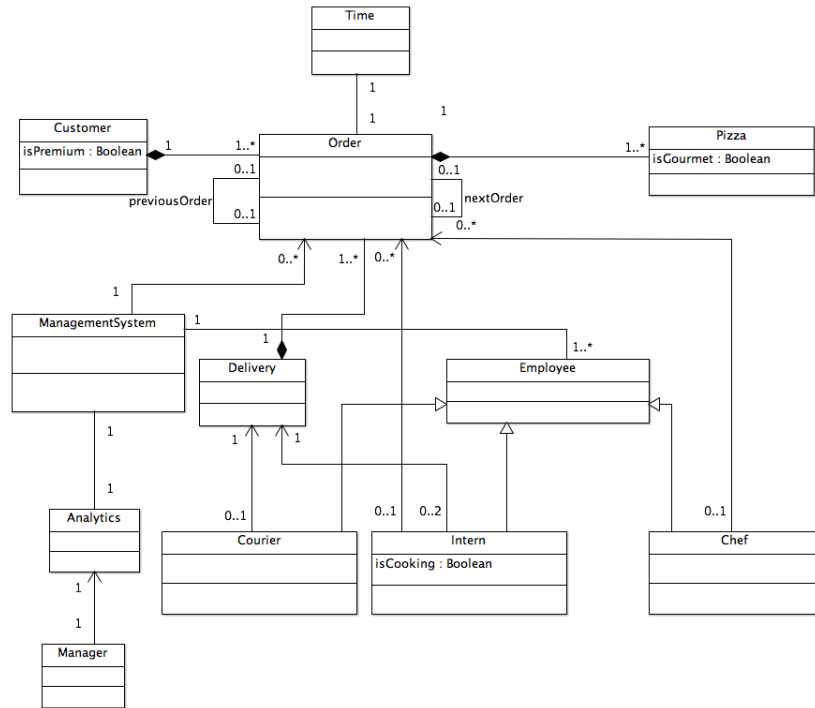 Time
1
1
1
Customer
isPremium : Boolean
1
1..*
Order
Pizza
isGourmet : Boolean
1..*
0..1
0..1
previousOrder
nextOrder
0..1
0..1
0..*
0..*
1..*
0..*
1
ManagementSystem
1
1
1..*
Delivery
Employee
1
1
1
0..1
0..1
0..2
0..1
1
Analytics
Courier
Intern
isCooking : Boolean
Chef
1
1
Manager